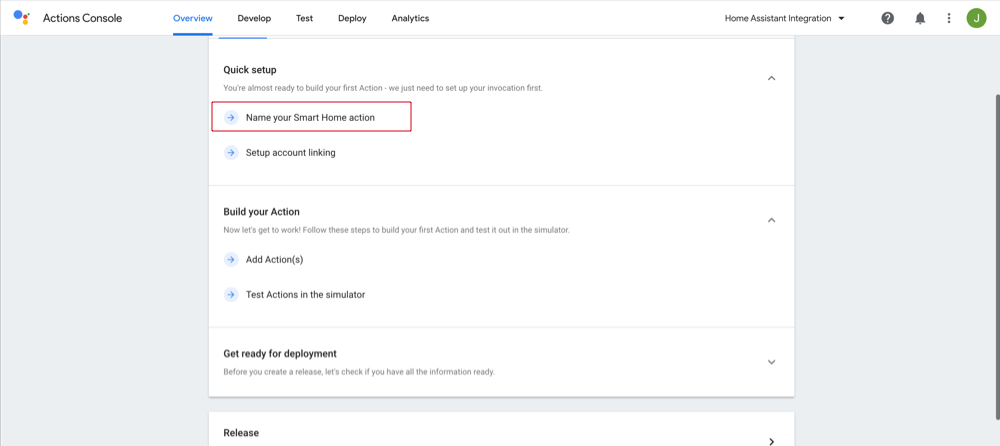 Actions Console
Overview
Develop
Test
Deploy
Analytics
Home Assistant Integration
J
Quick setup
You're almost ready to build your first Action - we just need to set up your invocation first.
Name your Smart Home action
Setup account linking
Build your Action
Now let's get to work! Follow these steps to build your first Action and test it out in the simulator.
Add Action(s)
Test Actions in the simulator
Get ready for deployment
Before you create a release, let's check if you have all the information ready.
Release